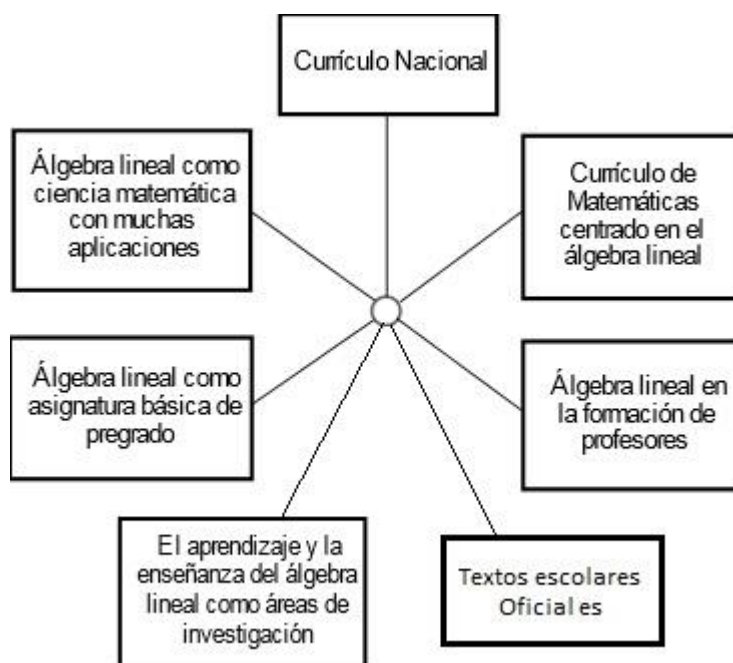 Currículo Nacional
Álgebra lineal como
ciencia matemática
con muchas
aplicaciones
Currículo de
Matemáticas
centrado en el
álgebra lineal
Álgebra lineal como
asignatura básica de
pregrado
Álgebra lineal en
la formación de
profesores
El aprendizaje y la
enseñanza del álgebra
lineal como áreas de
investigación
Textos escolares
Oficiales